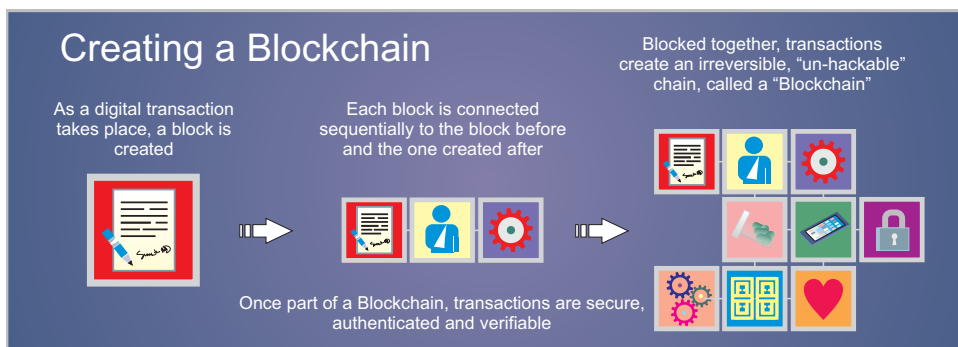 Creating a Blockchain
As a digital transaction
takes place, a block is
created
Each block is connected
sequentially to the block before
and the one created after
Blocked together, transactions
create an irreversible, “un-hackable”
chain, called a “Blockchain”
Once part of a Blockchain, transactions are secure,
authenticated and verifiable